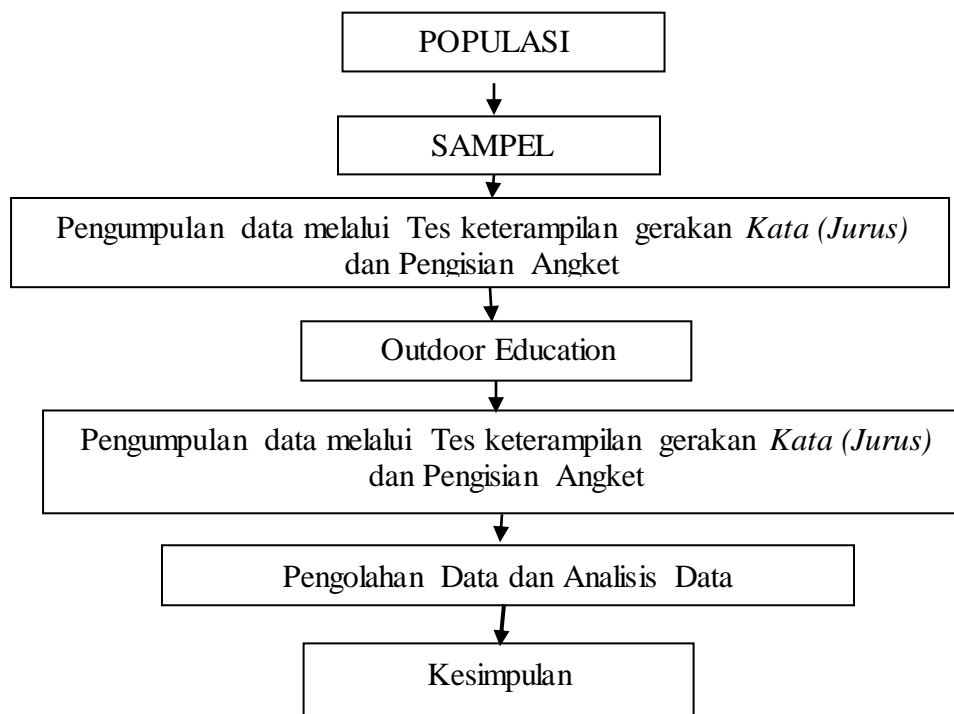 POPULASI
SAMPEL
Pengumpulan data melalui Tes keterampilan gerakan Kata (Jurus)
dan Pengisian Angket
Outdoor Education
Pengumpulan data melalui Tes keterampilan gerakan Kata (Jurus)
dan Pengisian Angket
Pengolahan Data dan Analisis Data
Kesimpulan